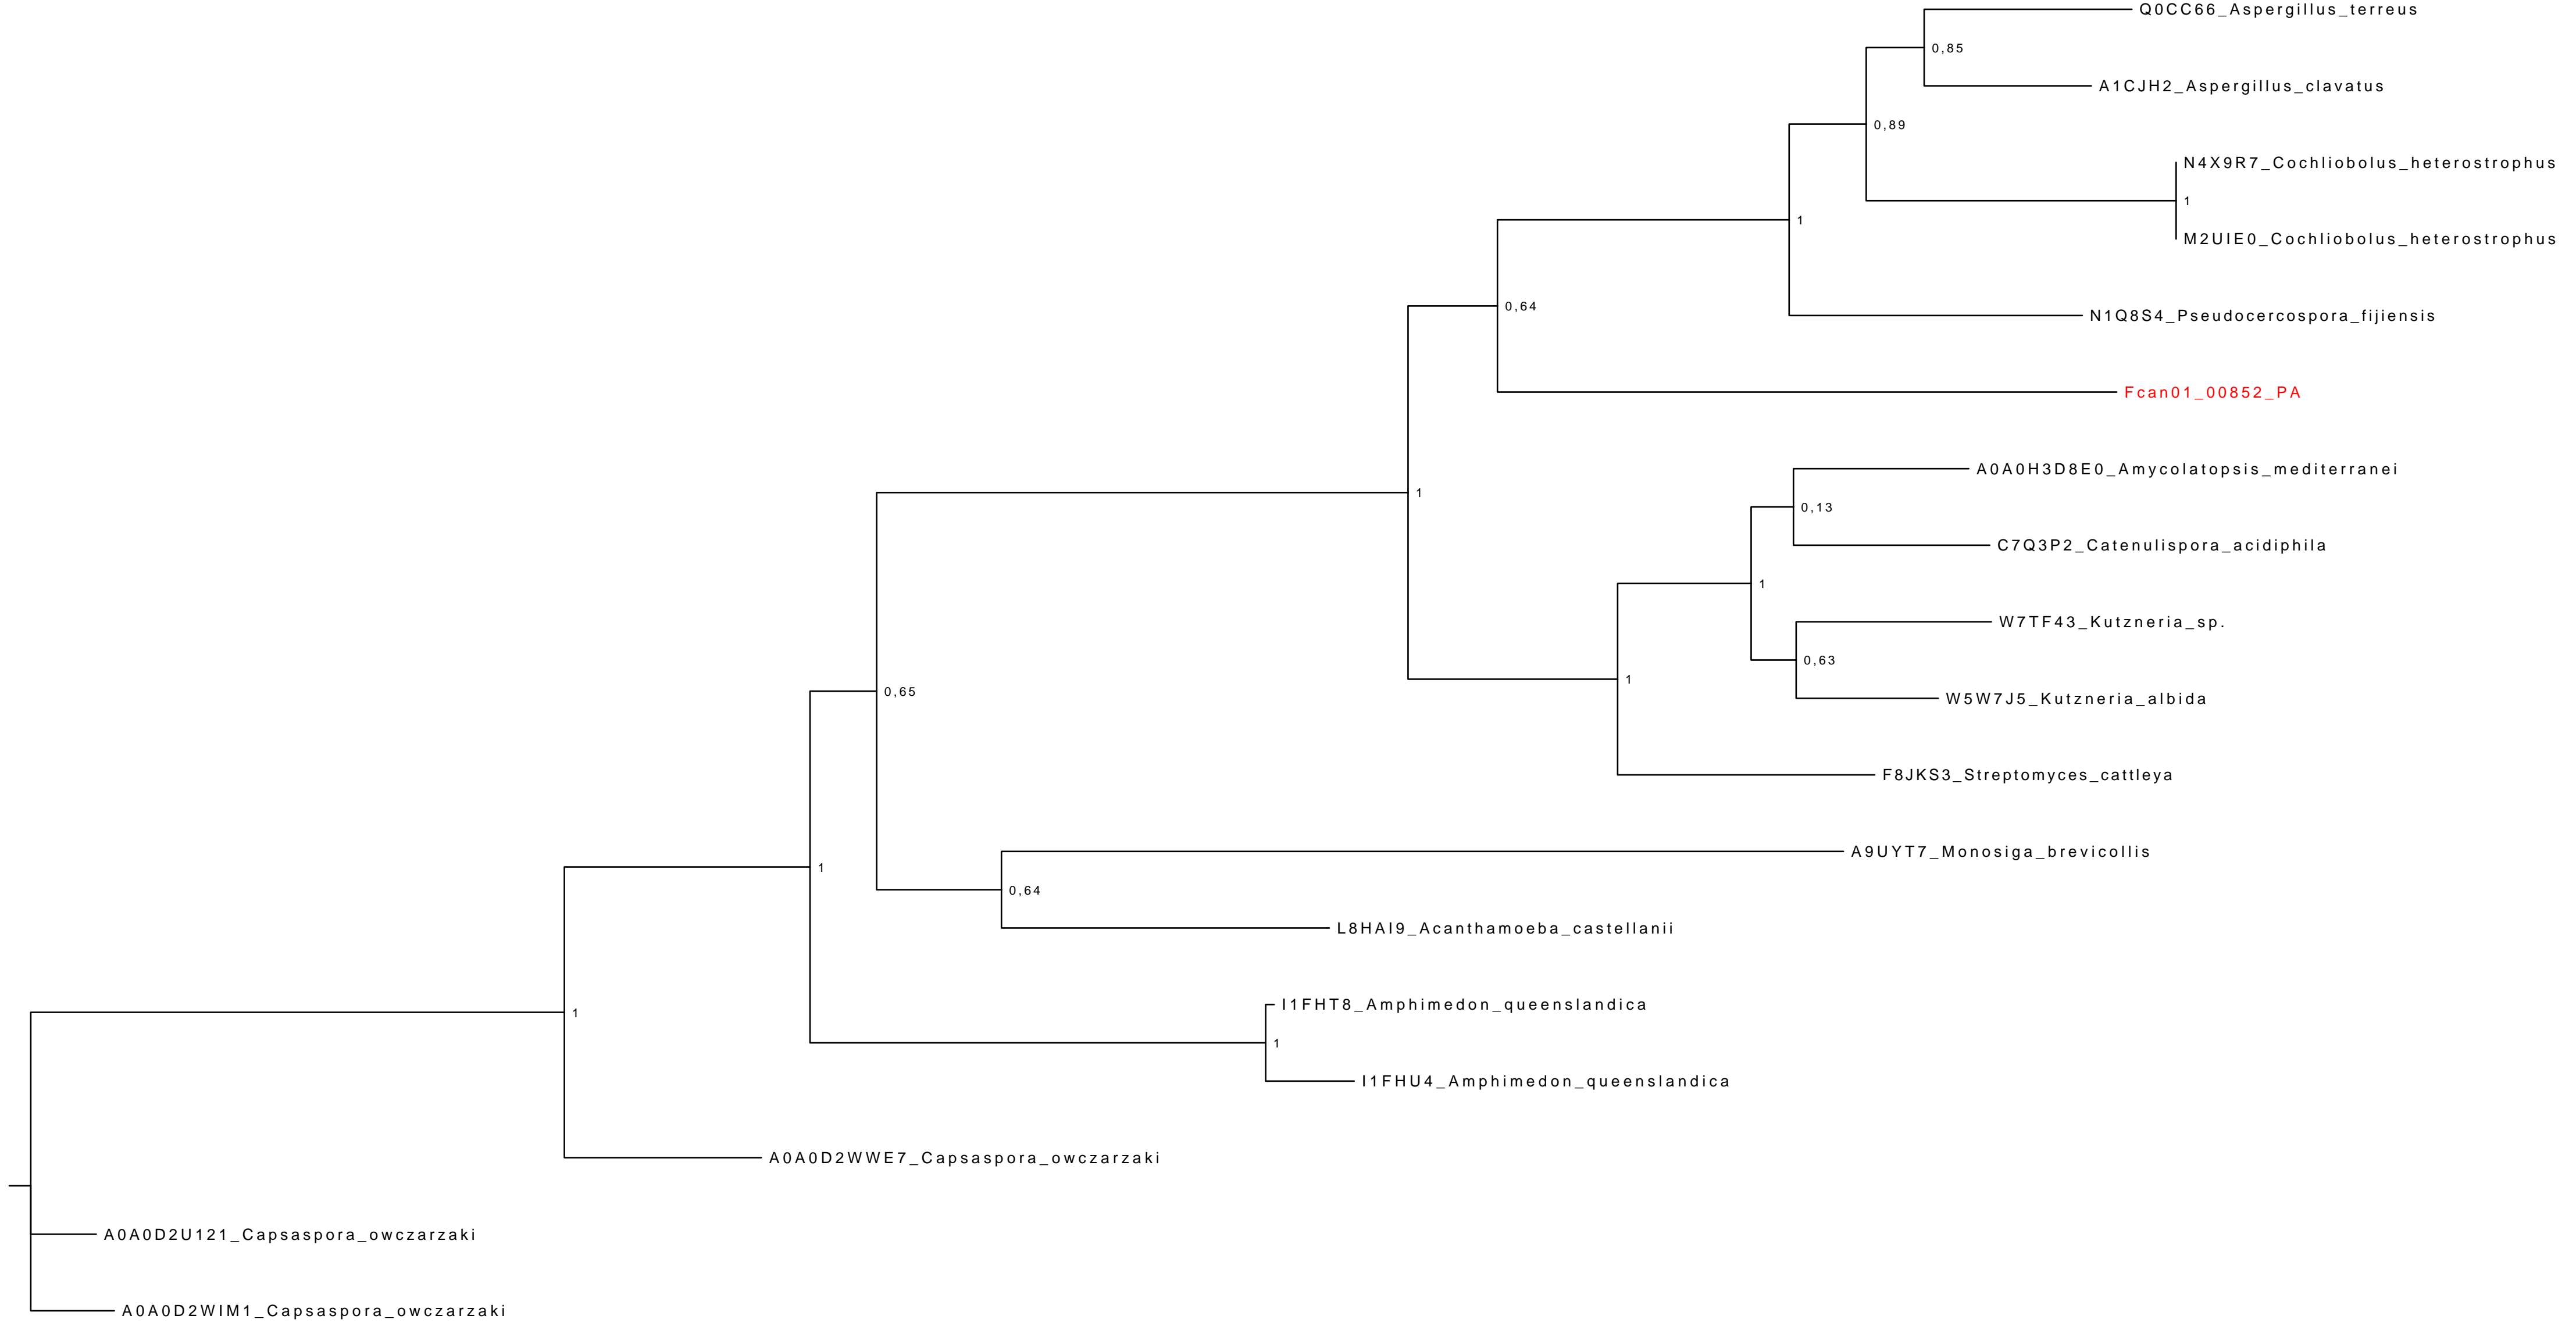 Q0CC66_Aspergillus_terreus
0,85
A1CJH2_Aspergillus_clavatus
0,89
N4X9R7_Cochliobolus_heterostrophus
1
M2UIE0_Cochliobolus_heterostrophus
1
0,64
N1Q8S4_Pseudocercospora_fijiensis
Fcan01_00852_PA
A0A0H3D8E0_Amycolatopsis_mediterranei
1
0,13
C7Q3P2_Catenulispora_acidiphila
1
W7TF43_Kutzneria_sp.
0,63
1
0,65
W5W7J5_Kutzneria_albida
F8JKS3_Streptomyces_cattleya
A9UYT7_Monosiga_brevicollis
1
0,64
L8HAI9_Acanthamoeba_castellanii
I1FHT8_Amphimedon_queenslandica
1
1
I1FHU4_Amphimedon_queenslandica
A0A0D2WWE7_Capsaspora_owczarzaki
A0A0D2U121_Capsaspora_owczarzaki
A0A0D2WIM1_Capsaspora_owczarzaki